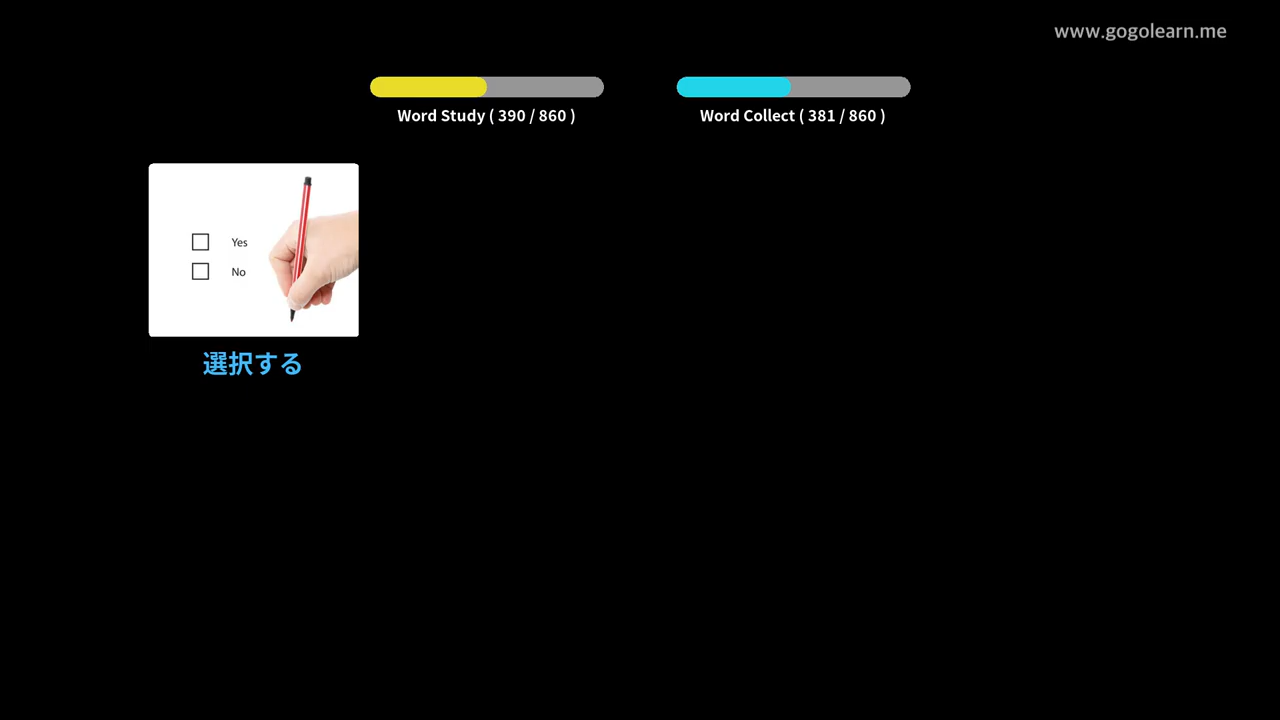 www.gogolearn.me
Word Study ( 390 / 860 )
Word Collect ( 381 / 860 )
Yes
No
選択する